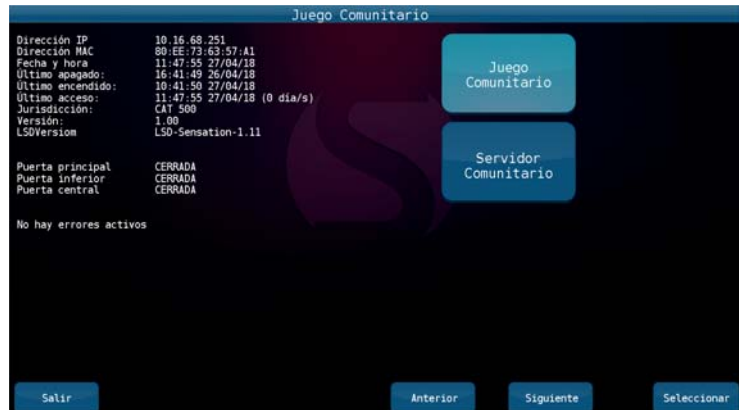 Juego Comunitario
Dirección IP 10.16.68.251
Dirección MAC 80:EE:73:63:57:A1
Fecha y hora 11:47:55 27/04/18
Último apagado: 16:41:49 26/04/18
Último encendido: 10:41:50 27/04/18
Último acceso: 11:47:55 27/04/18 (0 día/s)
Jurisdicción: CAT 500
Versión: 1.00
LSDVersiom LSD-Sensation-1.11
Puerta principal CERRADA
Puerta inferior CERRADA
Puerta central CERRADA
No hay errores activos
Juego
Comunitario
Servidor
Comunitario
Salir
Anterior
Siguiente
Seleccionar